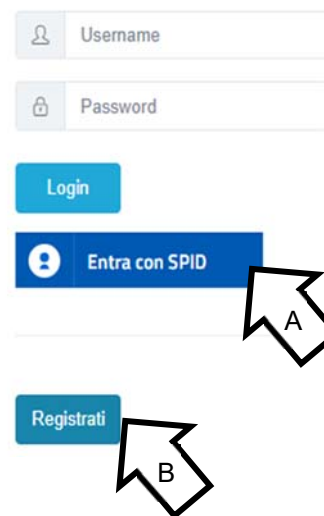 Username
Password
Login
Entra con SPID
A
Registrati
B